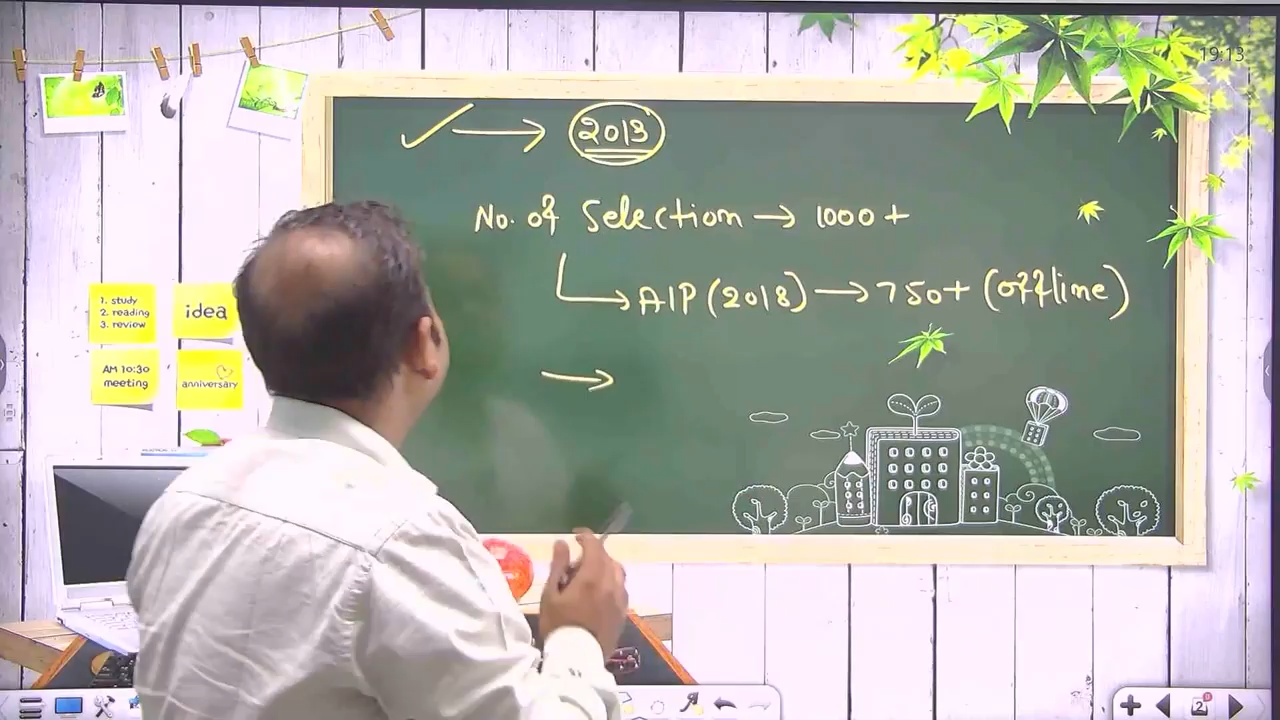 19:13
2013
No. of Selection → 1000+
AIP (2018) → 750+ (offline)
→
1. study
2. reading
3. review
idea
AM 10:30
meeting
anniversary
2